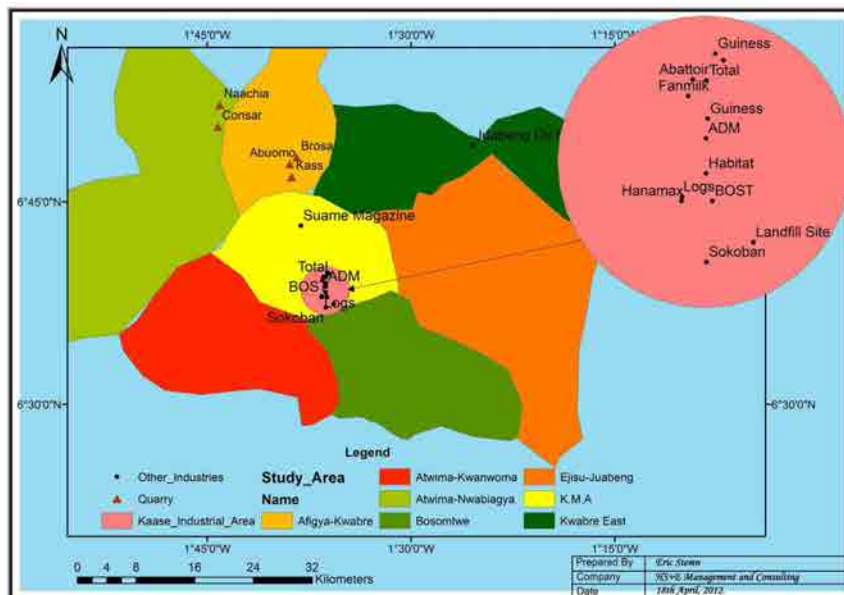 N
1°45'0"W 1°30'0"W 1°15'0"W
Guiness
Abattoir Total
Fanmilk
Guiness
ADM
Habitat
Hanamax Logs BOST
Landfill Site
Sokoban
Naachia
Consar
Brosa
Abuomo
Kass
6°45'0"N
Suame Magazine
Total
ADM
BOS
Logs
Sokoban
6°30'0"N 6°30'0"N
Legend
Other_Industries
Quarry
Kaase_Industrial_Area
Study_Area
Name
Afigya-Kwabre
Atwima-Kwanwoma
Atwima-Nwabiagya
Bosomtwe
Ejisu-Juabeng
K.M.A
Kwabre East
1°45'0"W 1°30'0"W 1°15'0"W
0 4 8 16 24 32
Kilometers
Prepared By Eric Stemn
Company HS+E Management and Consulting
Date 18th April, 2012.